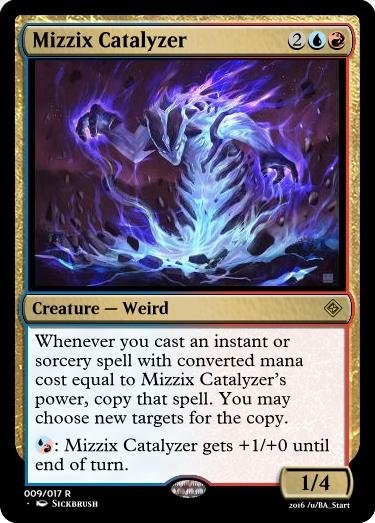 Mizzix Catalyzer 2
Creature — Weird
Whenever you cast an instant or
sorcery spell with converted mana
cost equal to Mizzix Catalyzer's
power, copy that spell. You may
choose new targets for the copy.
: Mizzix Catalyzer gets +1/+0 until
end of turn.
1/4
009/017 R
· SICKBRUSH
2016 /u/BA_Start